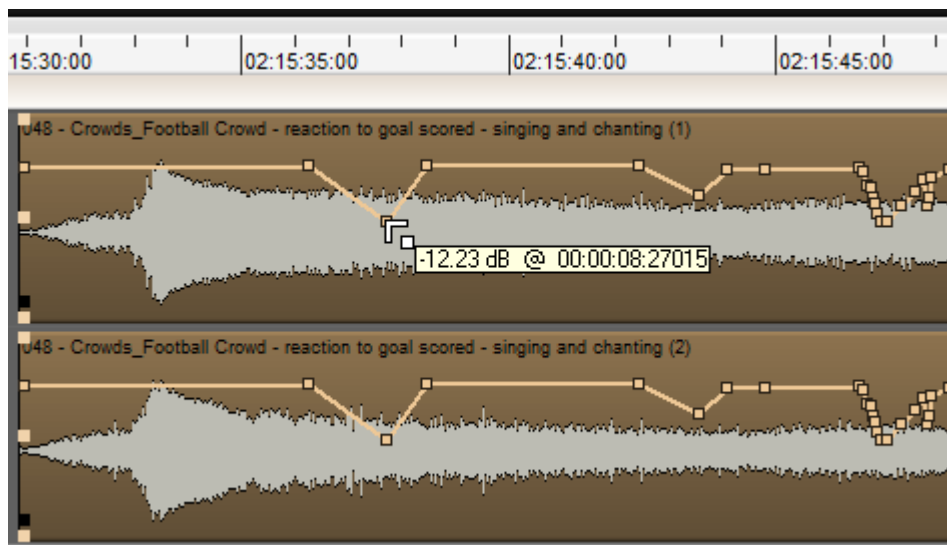 15:30:00 02:15:35:00 02:15:40:00 02:15:45:00
048 - Crowds_Football Crowd - reaction to goal scored - singing and chanting (1)
-12.23 dB @ 00:00:08:27015
048 - Crowds_Football Crowd - reaction to goal scored - singing and chanting (2)